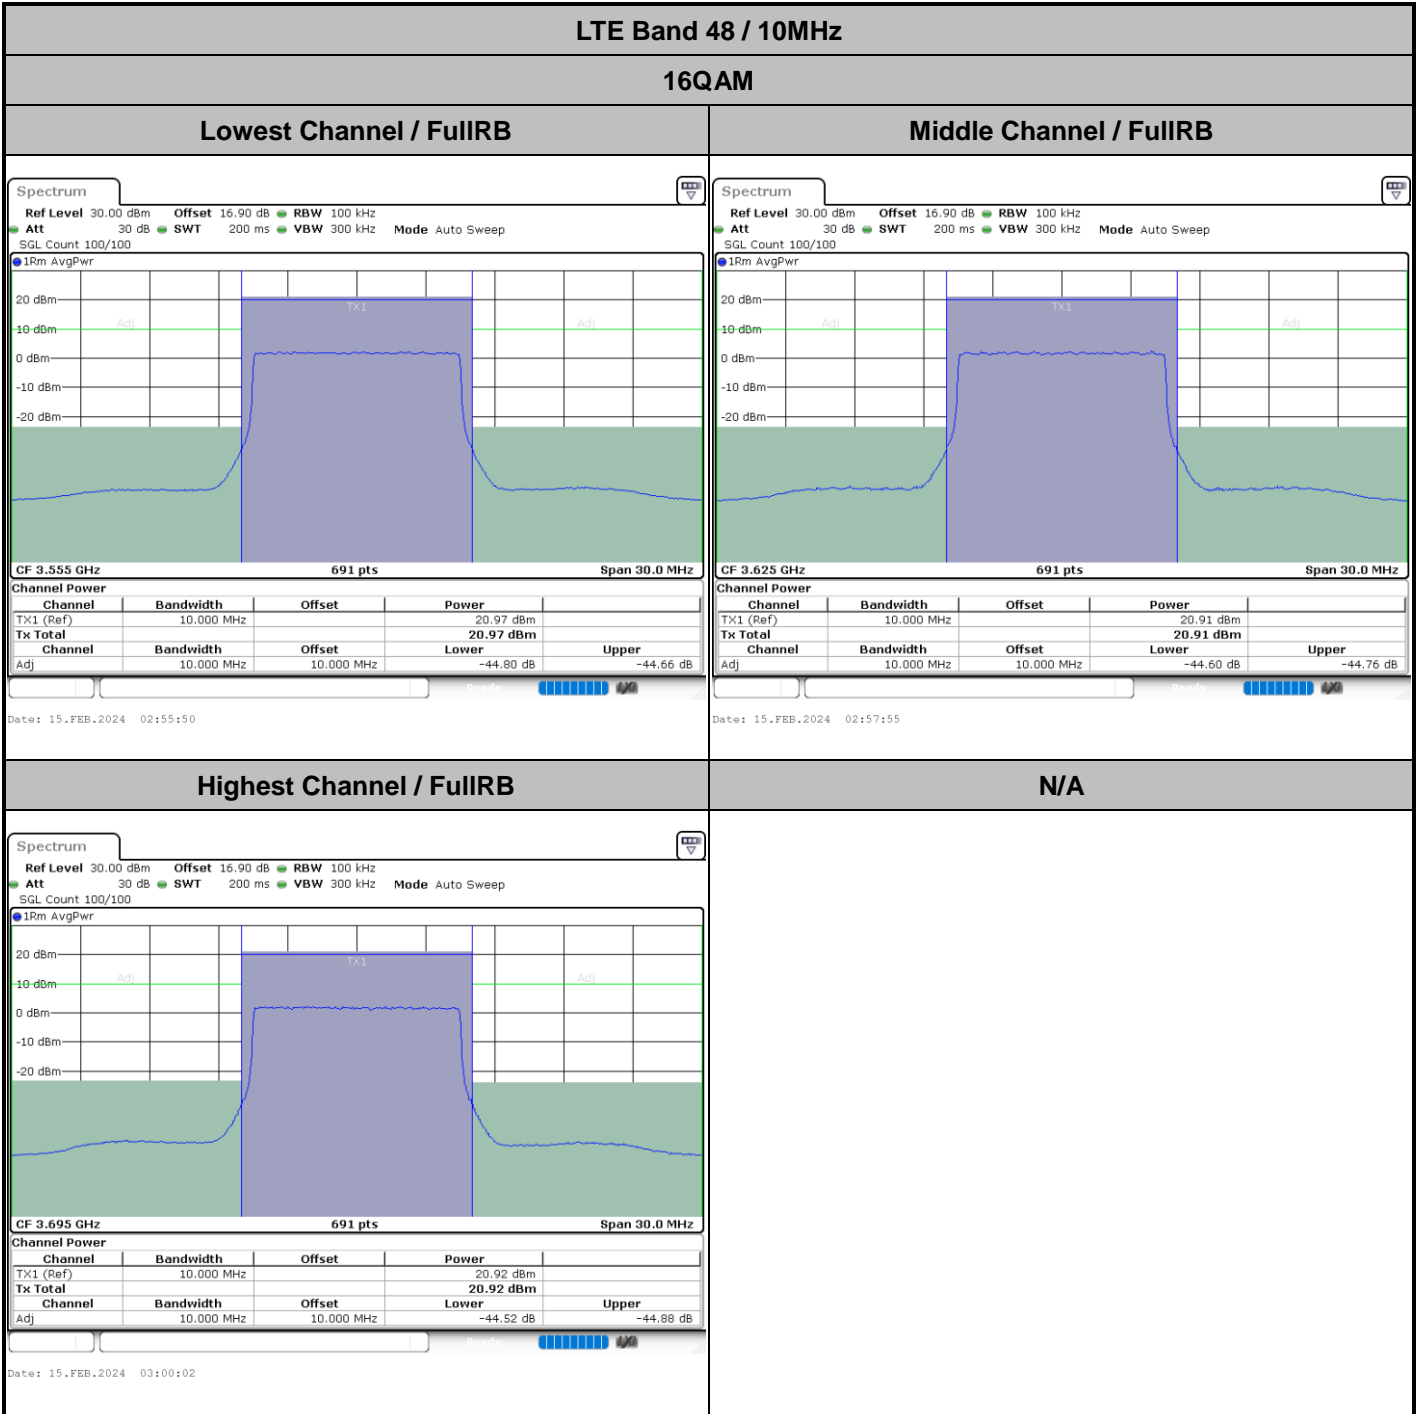 LTE Band 48 / 10MHz
16QAM
Lowest Channel / FullRB
Middle Channel / FullRB
Spectrum
Ref Level 30.00 dBm Offset 16.90 dB RBW 100 kHz
Att 30 dB SWT 200 ms VBW 300 kHz Mode Auto Sweep
SGL Count 100/100
1Rm AvgPwr
20 dBm
TX1
Adj
Adj
10 dBm
0 dBm
-10 dBm
-20 dBm
CF 3.555 GHz 691 pts Span 30.0 MHz
Channel Power
Channel Bandwidth Offset Power
TX1 (Ref) 10.000 MHz 20.97 dBm
Tx Total 20.97 dBm
Channel Bandwidth Offset Lower Upper
Adj 10.000 MHz 10.000 MHz -44.80 dB -44.66 dB
Ready
Date: 15.FEB.2024 02:55:50
Spectrum
Ref Level 30.00 dBm Offset 16.90 dB RBW 100 kHz
Att 30 dB SWT 200 ms VBW 300 kHz Mode Auto Sweep
SGL Count 100/100
1Rm AvgPwr
20 dBm
TX1
Adj
Adj
10 dBm
0 dBm
-10 dBm
-20 dBm
CF 3.625 GHz 691 pts Span 30.0 MHz
Channel Power
Channel Bandwidth Offset Power
TX1 (Ref) 10.000 MHz 20.91 dBm
Tx Total 20.91 dBm
Channel Bandwidth Offset Lower Upper
Adj 10.000 MHz 10.000 MHz -44.60 dB -44.76 dB
Ready
Date: 15.FEB.2024 02:57:55
Highest Channel / FullRB
N/A
Spectrum
Ref Level 30.00 dBm Offset 16.90 dB RBW 100 kHz
Att 30 dB SWT 200 ms VBW 300 kHz Mode Auto Sweep
SGL Count 100/100
1Rm AvgPwr
20 dBm
TX1
Adj
Adj
10 dBm
0 dBm
-10 dBm
-20 dBm
CF 3.695 GHz 691 pts Span 30.0 MHz
Channel Power
Channel Bandwidth Offset Power
TX1 (Ref) 10.000 MHz 20.92 dBm
Tx Total 20.92 dBm
Channel Bandwidth Offset Lower Upper
Adj 10.000 MHz 10.000 MHz -44.52 dB -44.88 dB
Ready
Date: 15.FEB.2024 03:00:02